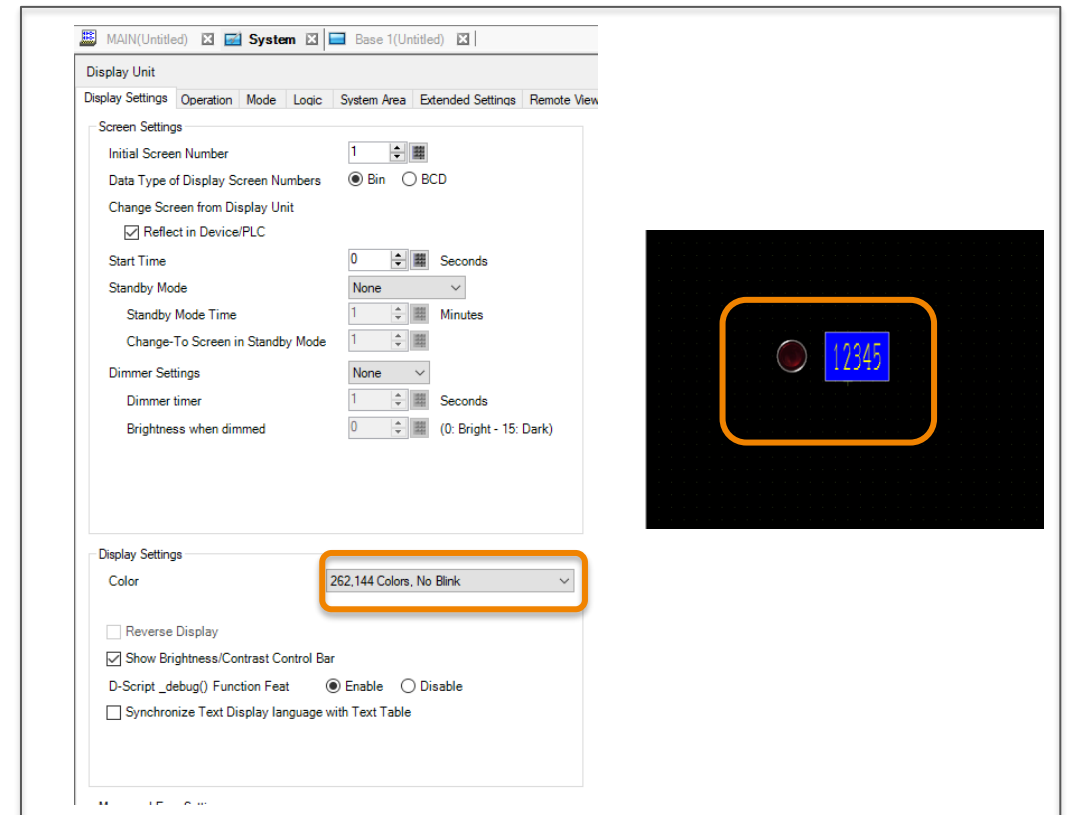 MAIN(Untitled) System Base 1(Untitled)
Display Unit
Display Settings Operation Mode Logic System Area Extended Settings Remote View
Screen Settings
Initial Screen Number 1
Data Type of Display Screen Numbers Bin BCD
Change Screen from Display Unit
Reflect in Device/PLC
Start Time 0 Seconds
Standby Mode None
Standby Mode Time 1 Minutes
Change-To Screen in Standby Mode 1
Dimmer Settings None
Dimmer timer 1 Seconds
Brightness when dimmed 0 (0: Bright - 15: Dark)
12345
Display Settings
Color 262,144 Colors, No Blink
Reverse Display
Show Brightness/Contrast Control Bar
D-Script _debug() Function Feat Enable Disable
Synchronize Text Display language with Text Table